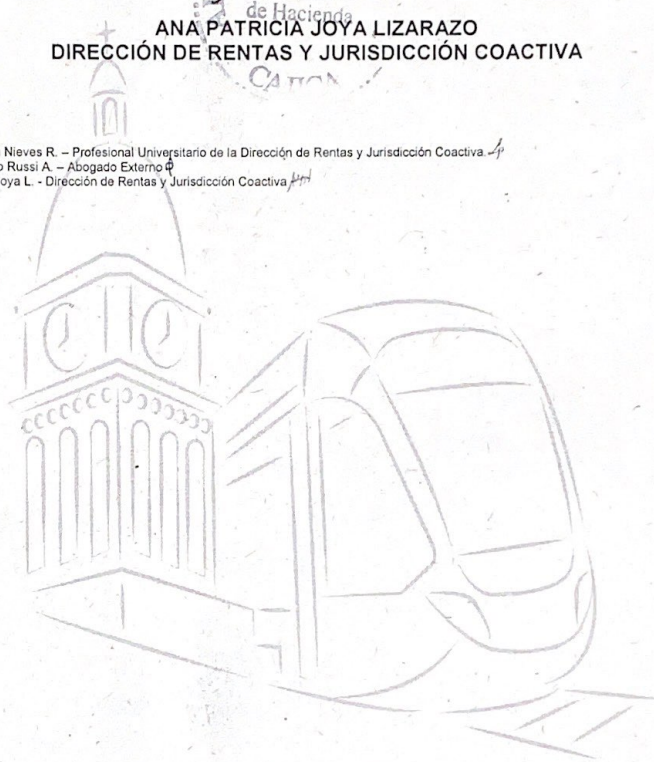 de Hacienda
ANA PATRICIA JOYA LIZARAZO
DIRECCIÓN DE RENTAS Y JURISDICCIÓN COACTIVA
Nieves R. – Profesional Universitario de la Dirección de Rentas y Jurisdicción Coactiva.
Russi A. – Abogado Externo
oya L. - Dirección de Rentas y Jurisdicción Coactiva